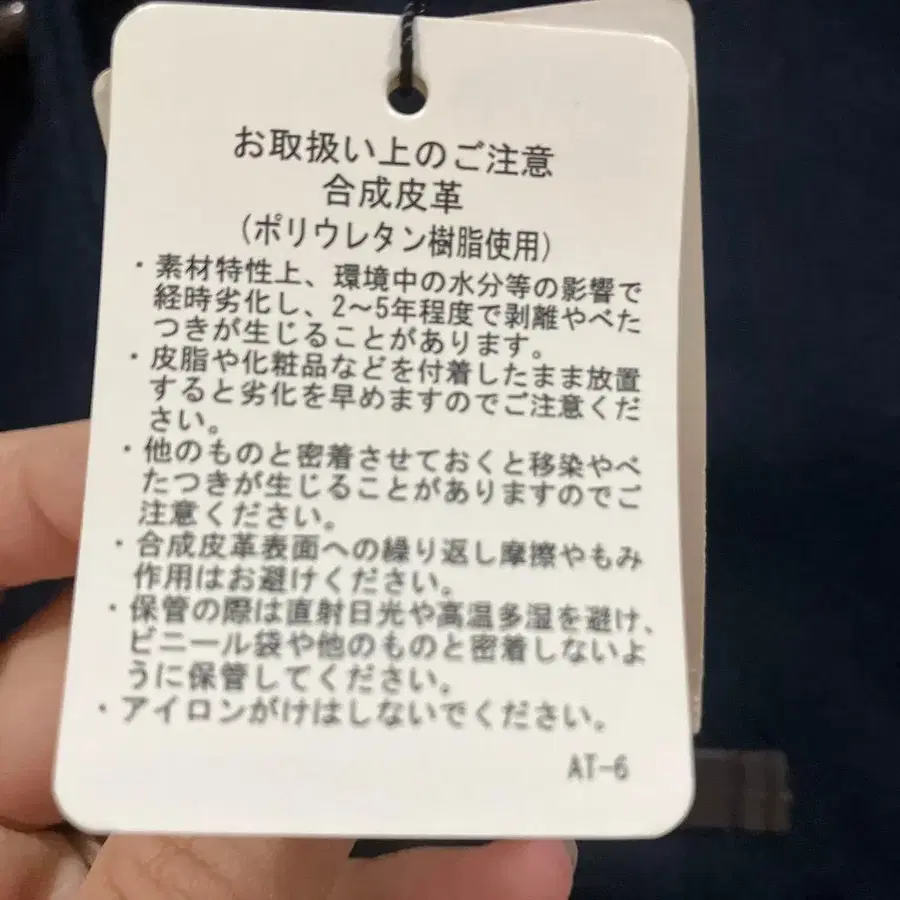 お取扱い上のご注意
合成皮革
(ポリウレタン樹脂使用)
・素材特性上、環境中の水分等の影響で
経時劣化し、2〜5年程度で剥離やべた
つきが生じることがあります。
・皮脂や化粧品などを付着したまま放置
すると劣化を早めますのでご注意くだ
さい。
・他のものと密着させておくと移染やべ
たつきが生じることがありますのでご
注意ください。
・合成皮革表面への繰り返し摩擦やもみ
作用はお避けください。
・保管の際は直射日光や高温多湿を避け、
ビニール袋や他のものと密着しないよ
うに保管してください。
・アイロンがけはしないでください。
AT-6